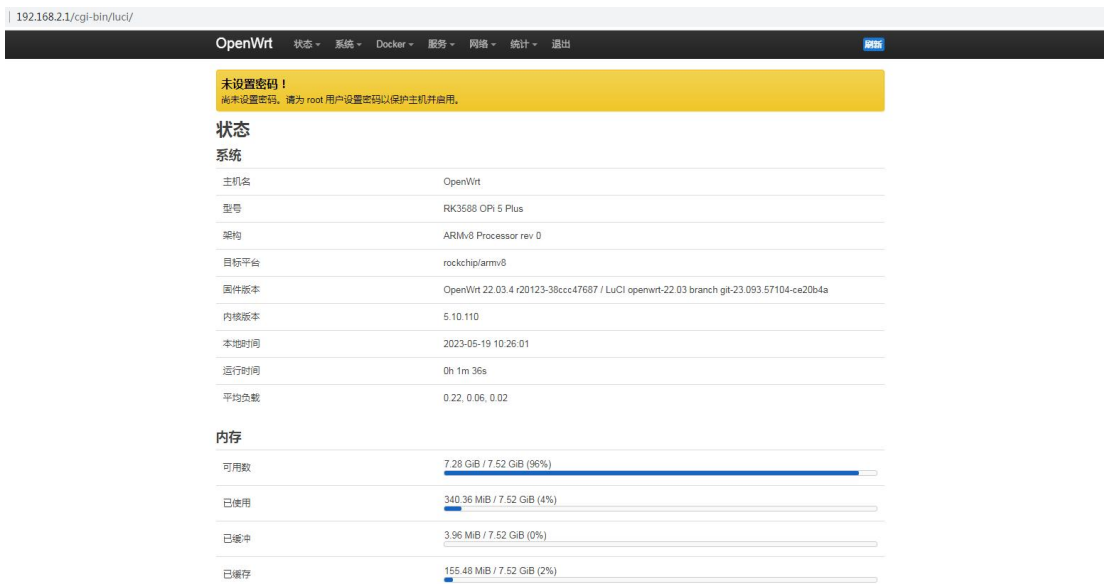 192.168.2.1/cgi-bin/luci/
OpenWrt 状态 系统 Docker 服务 网络 统计 退出 刷新
未设置密码！
尚未设置密码。请为 root 用户设置密码以保护主机并启用。
状态
系统
主机名 OpenWrt
型号 RK3588 OPi 5 Plus
架构 ARMv8 Processor rev 0
目标平台 rockchip/armv8
固件版本 OpenWrt 22.03.4 r20123-38ccc47687 / LuCI openwrt-22.03 branch git-23.093.57104-ce20b4a
内核版本 5.10.110
本地时间 2023-05-19 10:26:01
运行时间 0h 1m 36s
平均负载 0.22, 0.06, 0.02
内存
可用数 7.28 GiB / 7.52 GiB (96%)
已使用 340.36 MiB / 7.52 GiB (4%)
已缓冲 3.96 MiB / 7.52 GiB (0%)
已缓存 155.48 MiB / 7.52 GiB (2%)